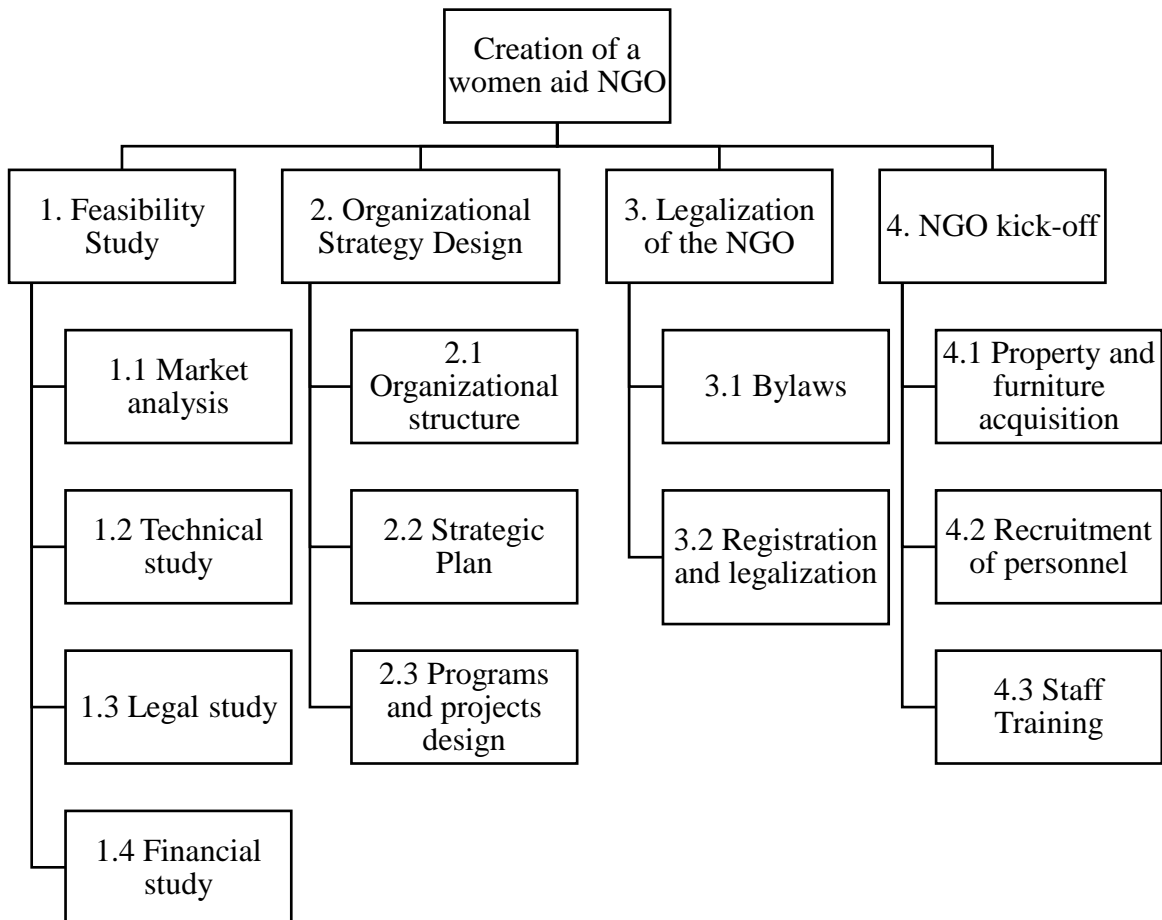 Creation of a
women aid NGO
1. Feasibility
Study
1.1 Market
analysis
1.2 Technical
study
1.3 Legal study
1.4 Financial
study
2. Organizational
Strategy Design
2.1
Organizational
structure
2.2 Strategic
Plan
2.3 Programs
and projects
design
3. Legalization
of the NGO
3.1 Bylaws
3.2 Registration
and legalization
4. NGO kick-off
4.1 Property and
furniture
acquisition
4.2 Recruitment
of personnel
4.3 Staff
Training